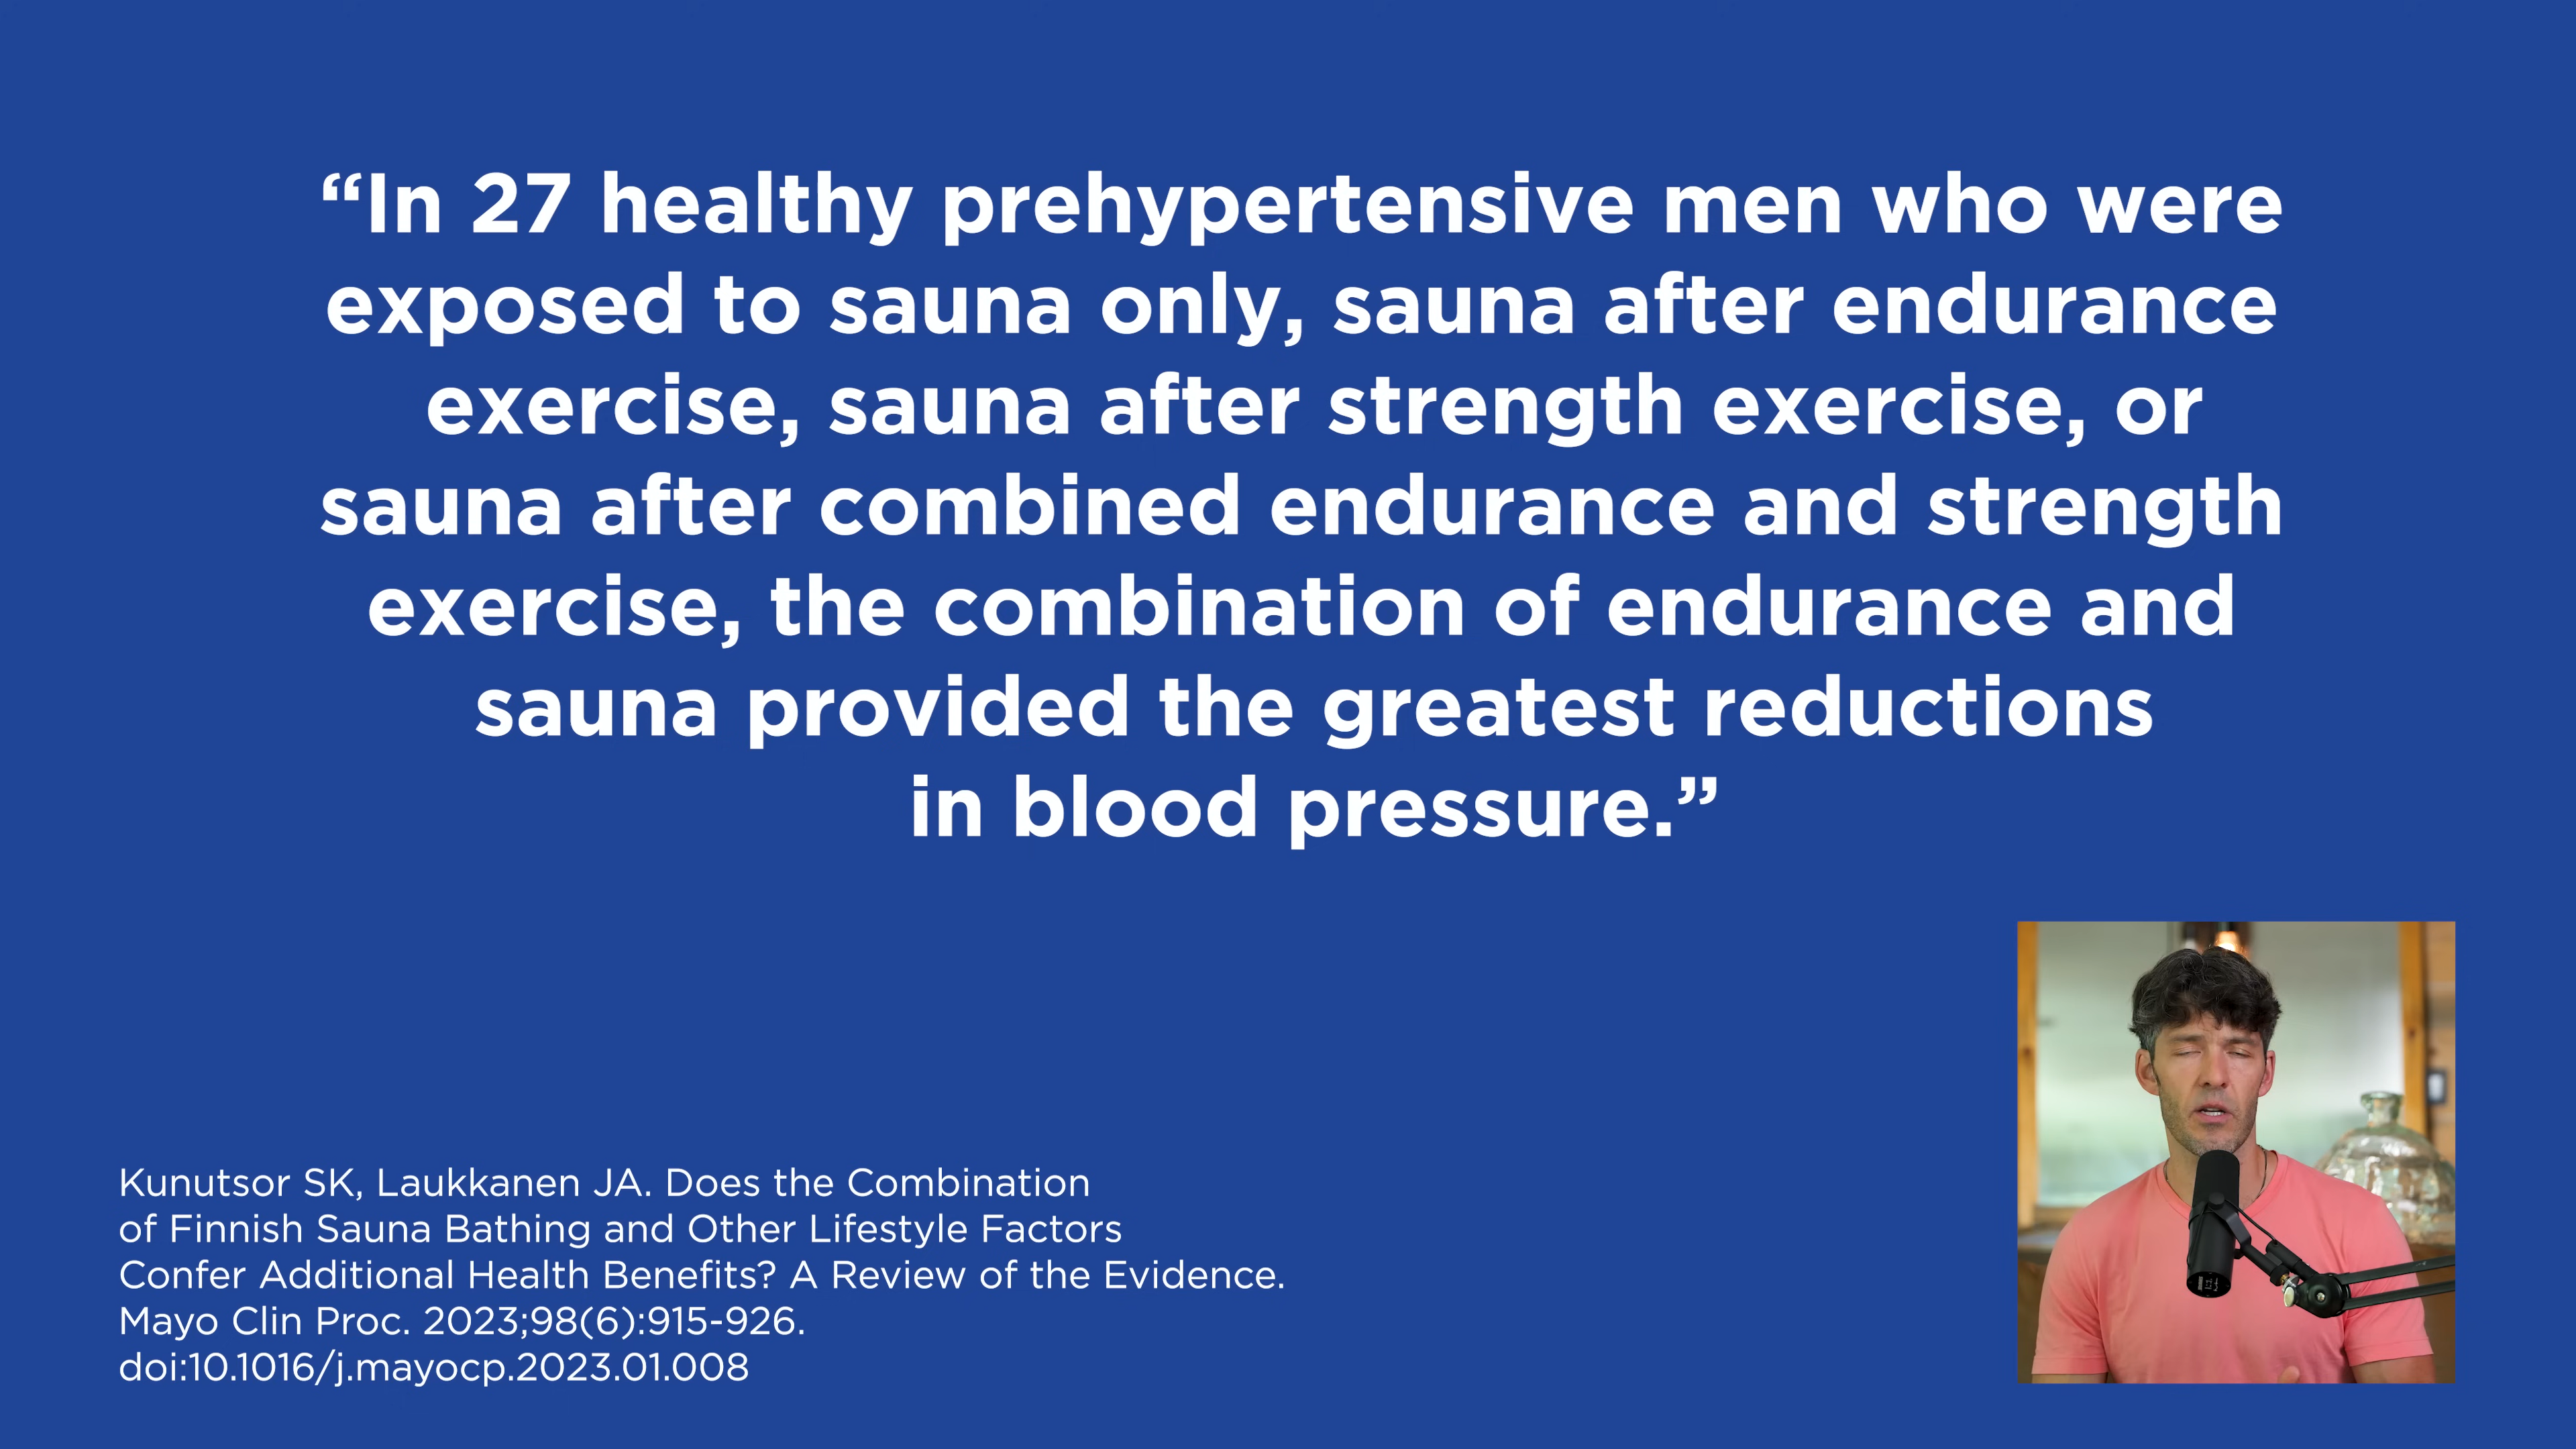 “In 27 healthy prehypertensive men who were
exposed to sauna only, sauna after endurance
exercise, sauna after strength exercise, or
sauna after combined endurance and strength
exercise, the combination of endurance and
sauna provided the greatest reductions
in blood pressure.”
Kunutsor SK, Laukkanen JA. Does the Combination
of Finnish Sauna Bathing and Other Lifestyle Factors
Confer Additional Health Benefits? A Review of the Evidence.
Mayo Clin Proc. 2023;98(6):915-926.
doi:10.1016/j.mayocp.2023.01.008